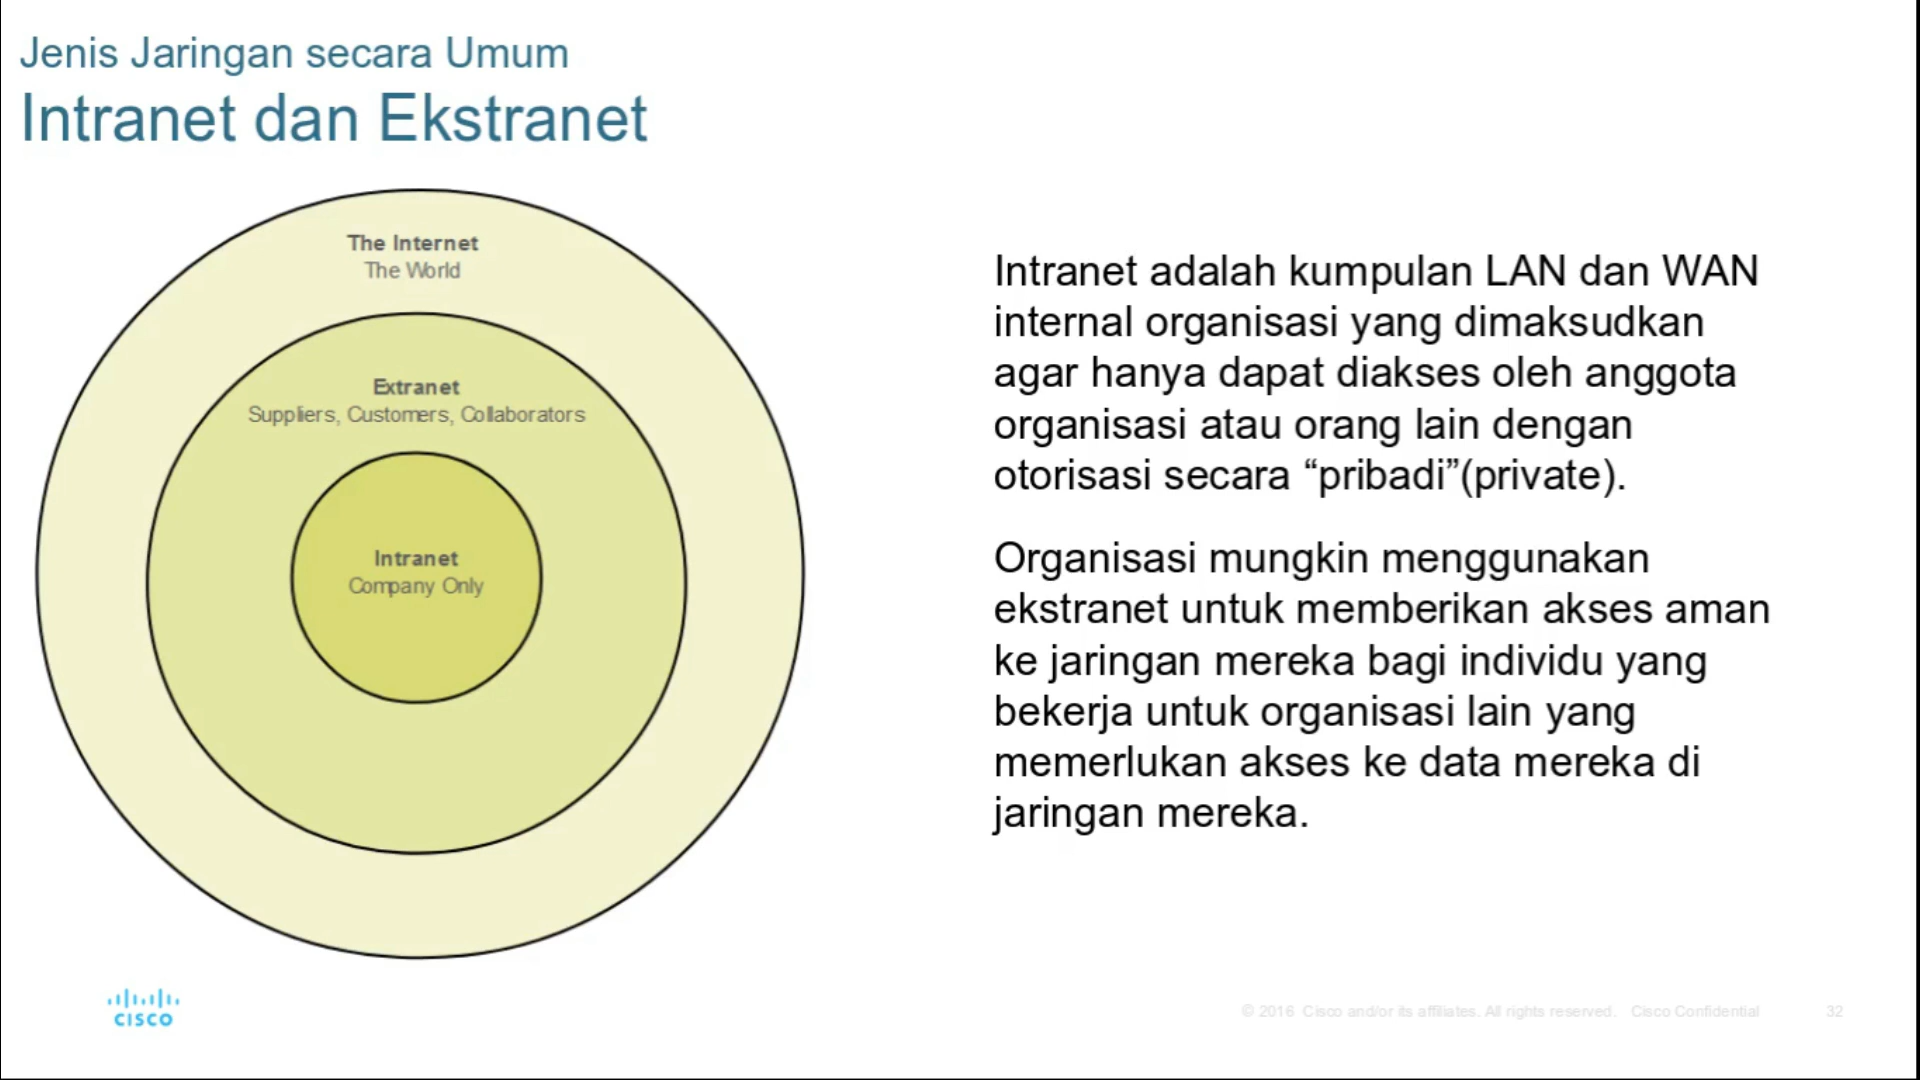 Jenis Jaringan secara Umum
Intranet dan Ekstranet
The Internet
The World
Extranet
Suppliers, Customers, Collaborators
Intranet
Company Only
Intranet adalah kumpulan LAN dan WAN
internal organisasi yang dimaksudkan
agar hanya dapat diakses oleh anggota
organisasi atau orang lain dengan
otorisasi secara “pribadi”(private).
Organisasi mungkin menggunakan
ekstranet untuk memberikan akses aman
ke jaringan mereka bagi individu yang
bekerja untuk organisasi lain yang
memerlukan akses ke data mereka di
jaringan mereka.
CISCO
© 2016 Cisco and/or its affiliates. All rights reserved. Cisco Confidential 32